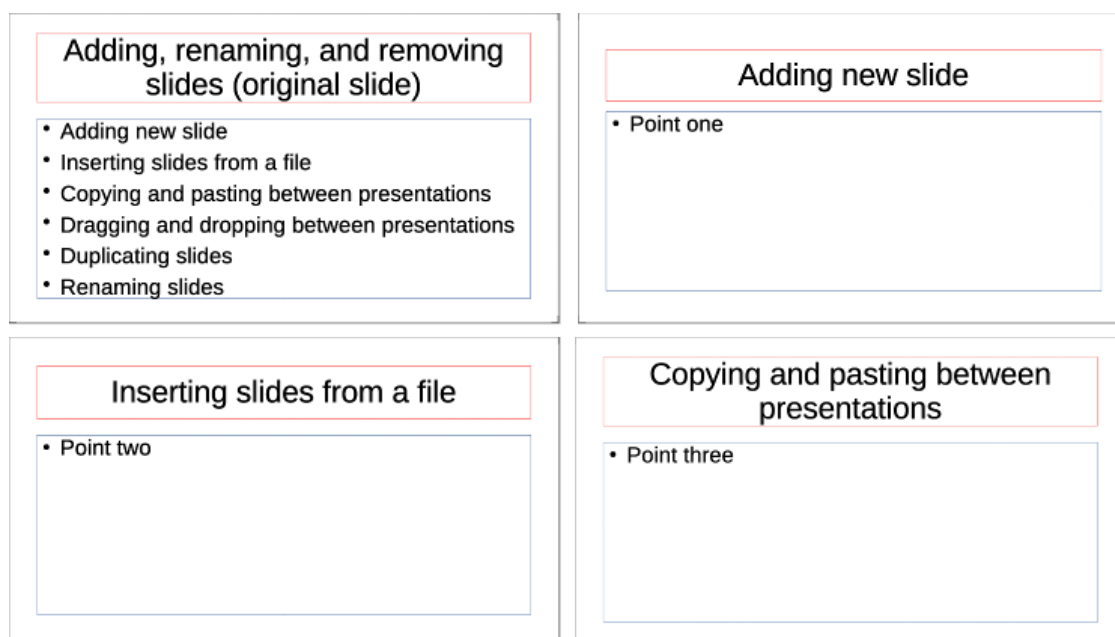 Adding, renaming, and removing
slides (original slide)
• Adding new slide
• Inserting slides from a file
• Copying and pasting between presentations
• Dragging and dropping between presentations
• Duplicating slides
• Renaming slides
Adding new slide
• Point one
Inserting slides from a file
• Point two
Copying and pasting between
presentations
• Point three